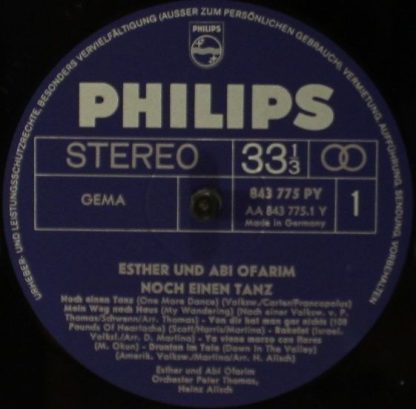 URHEBER- UND LEISTUNGSSCHUTZRECHTE, BESONDERS VERVIELFÄLTIGUNG (AUSSER ZUM PERSÖNLICHEN GEBRAUCH), VERMIETUNG, AUFFÜHRUNG, SENDUNG, VORBEHALTEN
PHILIPS
PHILIPS
STEREO 33 1/3
GEMA
843 775 PY
AA 843 775.1 Y
Made in Germany
1
ESTHER UND ABI OFARIM
NOCH EINEN TANZ
Noch einen Tanz (One More Dance) (Volksw./Carter/Francopolus)
Mein Weg nach Haus (My Wandering) (Nach einer Volksw. v. P.
Thomas/Schwenn/Arr. Thomas) - Von dir hat man gar nichts (109
Pounds Of Heartache) (Scott/Harris/Martina) - Rakefet (Israel.
Volksl./Arr. D. Martina) - Ya viene marzo con flores
(M. Okun) - Drunten im Tale (Down In The Valley)
(Amerik. Volksw./Martina/Arr. H. Alisch)
Esther und Abi Ofarim
Orchester Peter Thomas,
Heinz Alisch